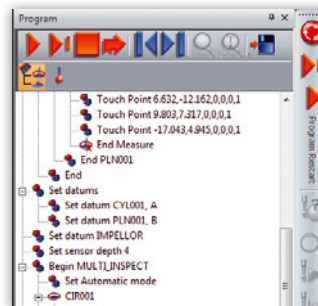 Program
Touch Point 6.632,-12.162,0,0,0,1
Touch Point 9.803,7.317,0,0,0,1
Touch Point -17.043,4.945,0,0,0,1
End Measure
End PLN001
End
Set datums
Set datum CYL001, A
Set datum PLN001, B
Set datum IMPELLOR
Set sensor depth 4
Begin MULTI_INSPECT
Set Automatic mode
CIR001
Program Restart